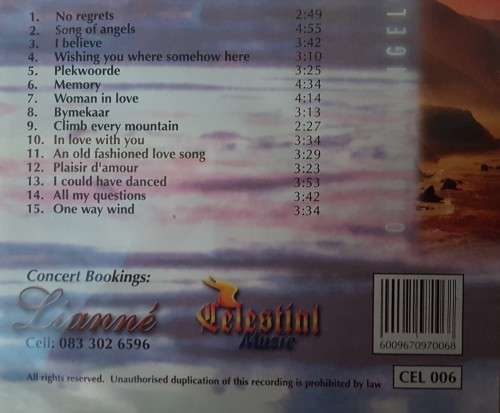 1. No regrets 2:49
2. Song of angels 4:55
3. I believe 3:42
4. Wishing you where somehow here 3:10
5. Plekwoorde 3:25
6. Memory 4:34
7. Woman in love 4:14
8. Bymekaar 3:13
9. Climb every mountain 2:27
10. In love with you 3:34
11. An old fashioned love song 3:29
12. Plaisir d'amour 3:23
13. I could have danced 3:53
14. All my questions 3:42
15. One way wind 3:34
Concert Bookings:
Lianné
Cell: 083 302 6596
Celestial
Music
6009670970068
All rights reserved. Unauthorised duplication of this recording is prohibited by law
CEL 006